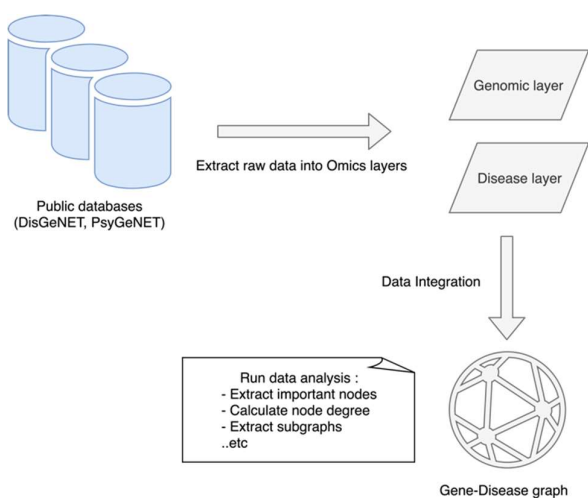 Genomic layer
Extract raw data into Omics layers
Disease layer
Public databases
(DisGeNET, PsyGeNET)
Data Integration
Run data analysis :
- Extract important nodes
- Calculate node degree
- Extract subgraphs
..etc
Gene-Disease graph